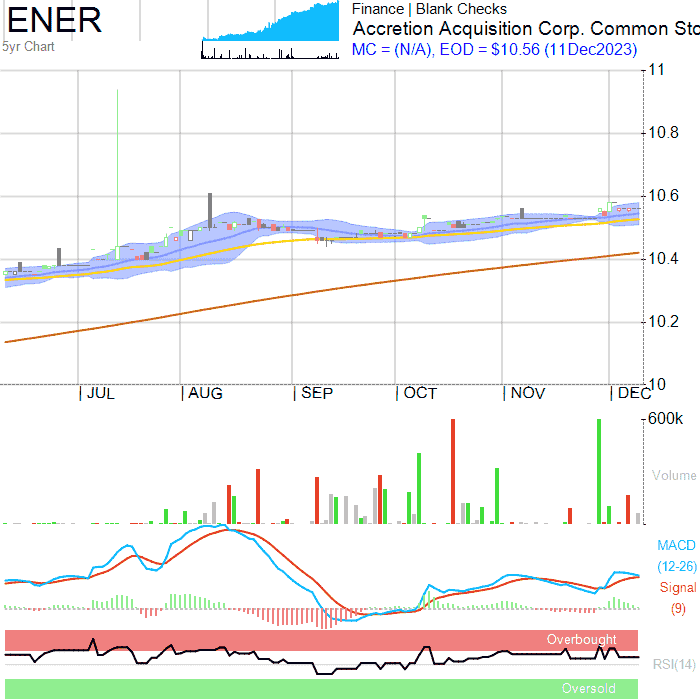 ENER
5yr Chart
Finance | Blank Checks
Accretion Acquisition Corp. Common Sto
MC = (N/A), EOD = $10.56 (11Dec2023)
11
10.8
10.6
10.4
10.2
10
| JUL | AUG | SEP | OCT | NOV | DEC
600k
Volume
MACD
(12-26)
Signal
(9)
Overbought
RSI(14)
Oversold